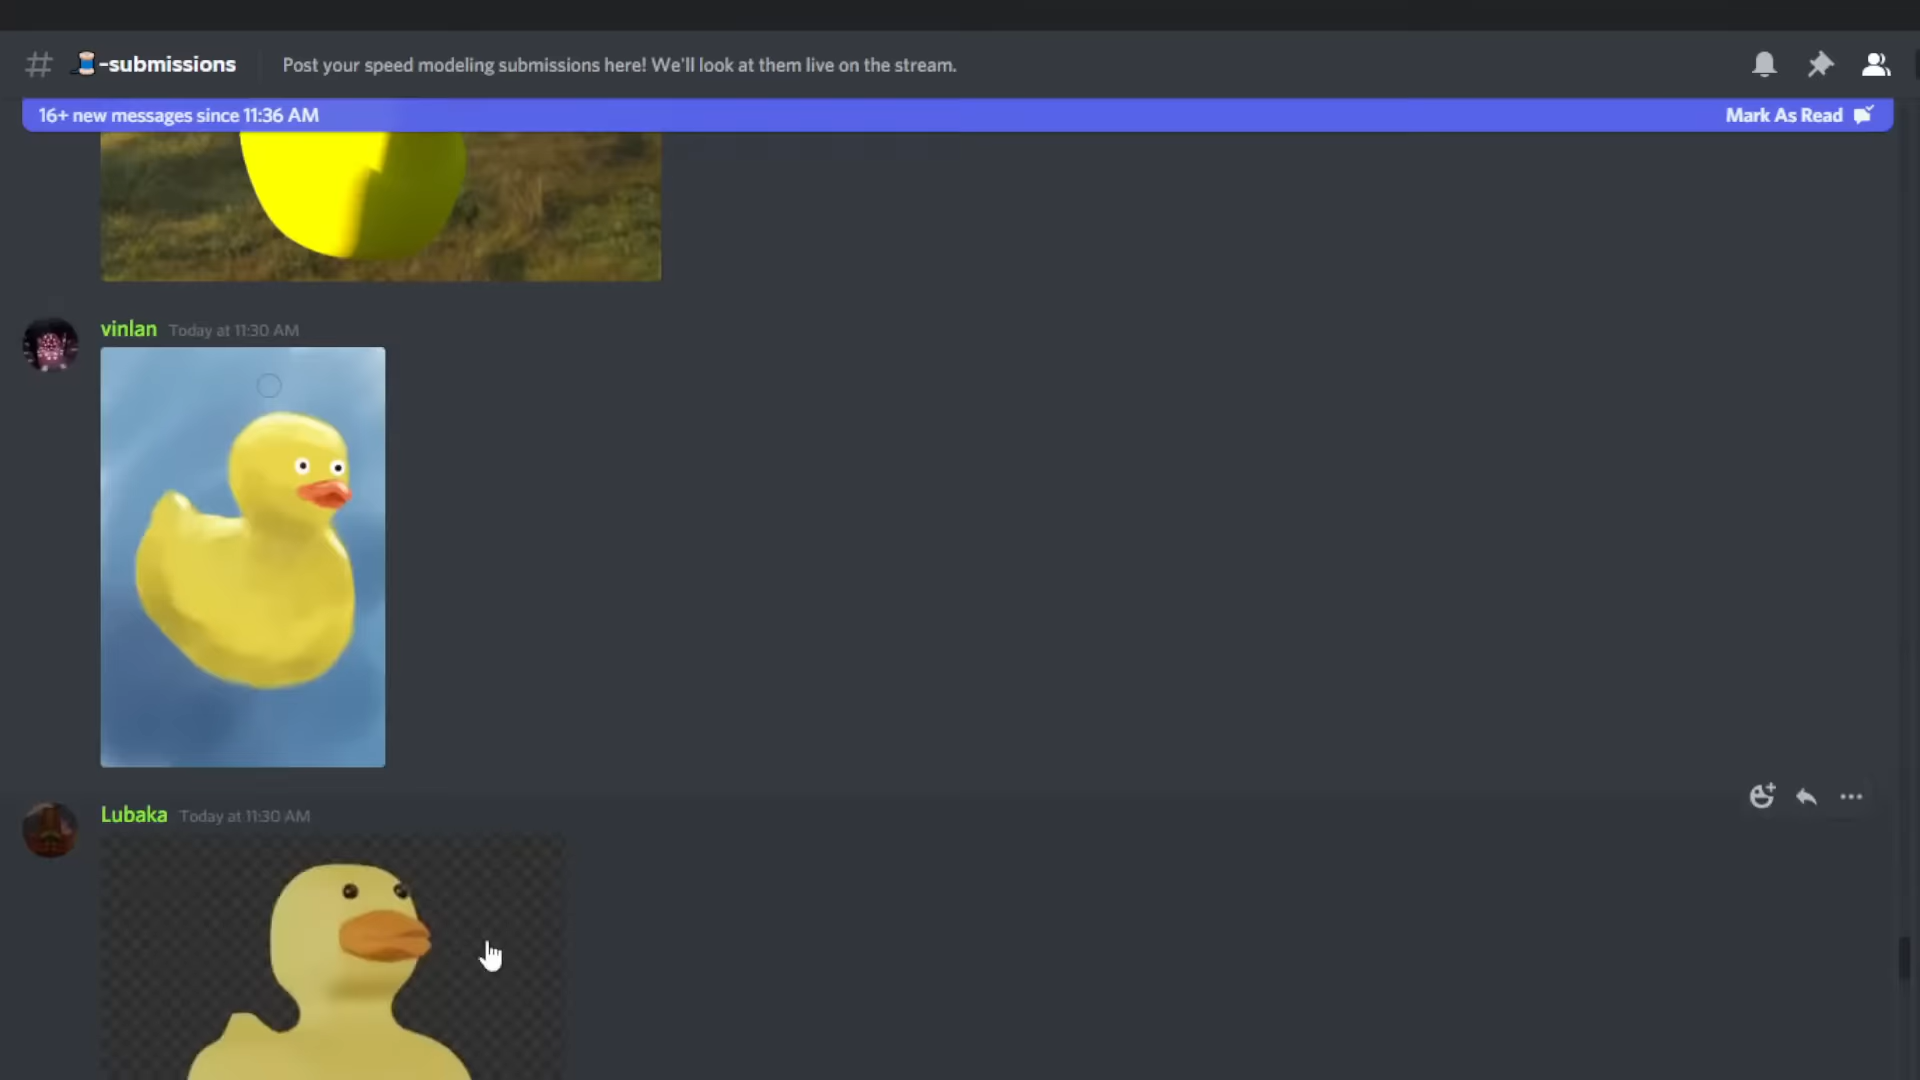 -submissions
Post your speed modeling submissions here! We'll look at them live on the stream.
16+ new messages since 11:36 AM
Mark As Read
vinlan Today at 11:30 AM
Lubaka Today at 11:30 AM